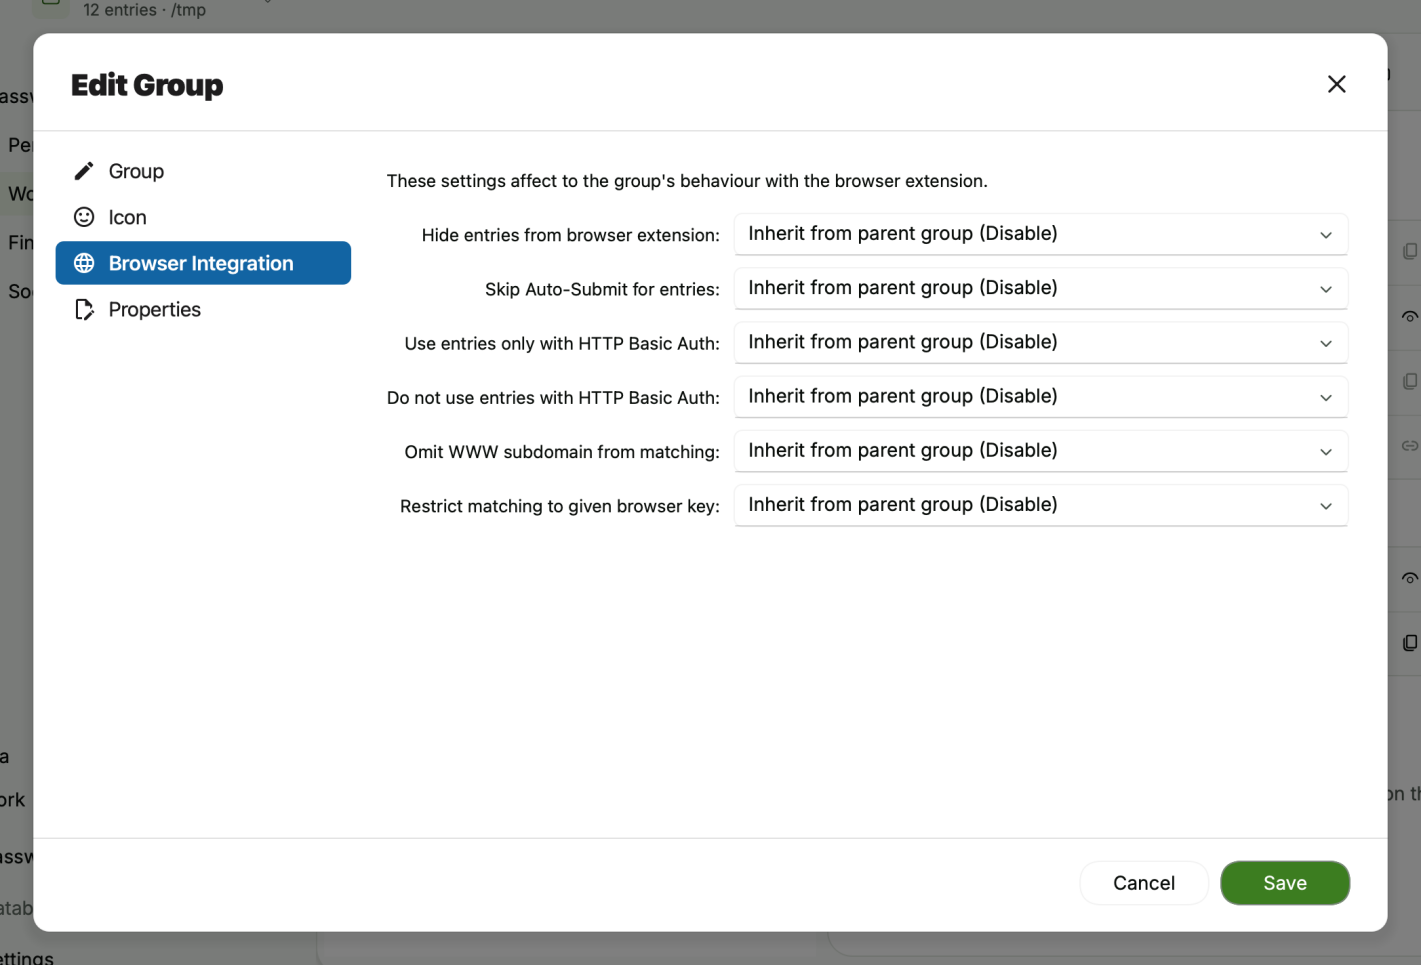 12 entries · /tmp
Edit Group
Group
Icon
Browser Integration
Properties
These settings affect to the group's behaviour with the browser extension.
Hide entries from browser extension: Inherit from parent group (Disable)
Skip Auto-Submit for entries: Inherit from parent group (Disable)
Use entries only with HTTP Basic Auth: Inherit from parent group (Disable)
Do not use entries with HTTP Basic Auth: Inherit from parent group (Disable)
Omit WWW subdomain from matching: Inherit from parent group (Disable)
Restrict matching to given browser key: Inherit from parent group (Disable)
Cancel
Save